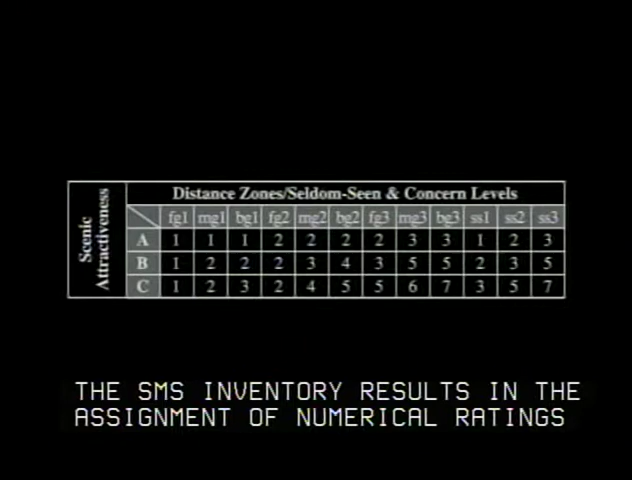 Scenic Attractiveness
Distance Zones/Seldom-Seen & Concern Levels
fg1 mg1 bg1 fg2 mg2 bg2 fg3 mg3 bg3 ss1 ss2 ss3
A 1 1 1 2 2 2 2 3 3 1 2 3
B 1 2 2 2 3 4 3 5 5 2 3 5
C 1 2 3 2 4 5 5 6 7 3 5 7
THE SMS INVENTORY RESULTS IN THE
ASSIGNMENT OF NUMERICAL RATINGS